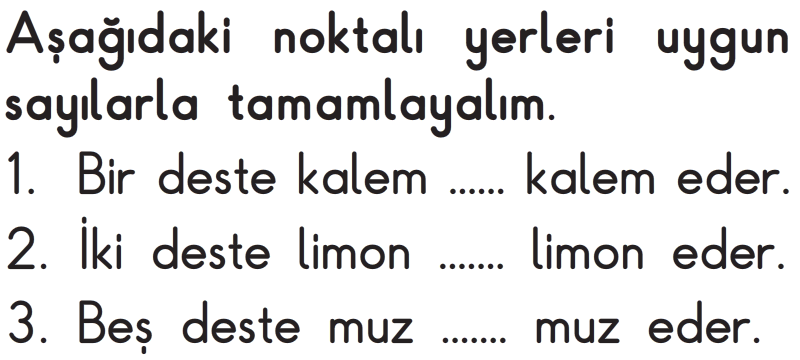 Aşağıdaki noktalı yerleri uygun
sayılarla tamamlayalım.
1. Bir deste kalem ...... kalem eder.
2. İki deste limon ....... limon eder.
3. Beş deste muz ....... muz eder.